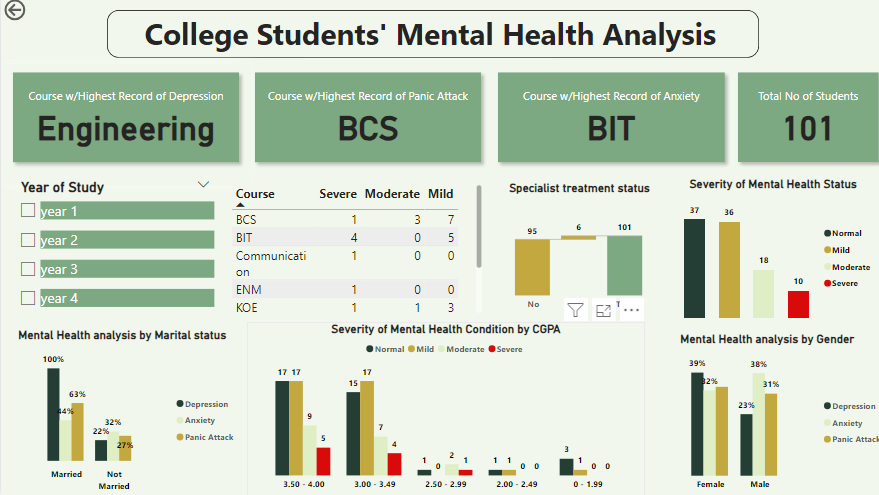 College Students' Mental Health Analysis
Course w/Highest Record of Depression
Engineering
Course w/Highest Record of Panic Attack
BCS
Course w/Highest Record of Anxiety
BIT
Total No of Students
101
Year of Study
year 1
year 2
year 3
year 4
Course Severe Moderate Mild
BCS 1 3 7
BIT 4 0 5
Communicati
on 1 0 0
ENM 1 0 0
KOE 1 1 3
Specialist treatment status
95 6 101
No
Severity of Mental Health Status
37 36 18 10
Normal
Mild
Moderate
Severe
Mental Health analysis by Marital status
100% 44% 63%
22% 32% 27%
Married Not
Married
Depression
Anxiety
Panic Attack
Severity of Mental Health Condition by CGPA
Normal Mild Moderate Severe
17 17 9 5
15 17 7 4
1 0 2 1
1 1 0 0
3 1 0 0
3.50 - 4.00 3.00 - 3.49 2.50 - 2.99 2.00 - 2.49 0 - 1.99
Mental Health analysis by Gender
39% 32%
23% 38% 31%
Female Male
Depression
Anxiety
Panic Attack